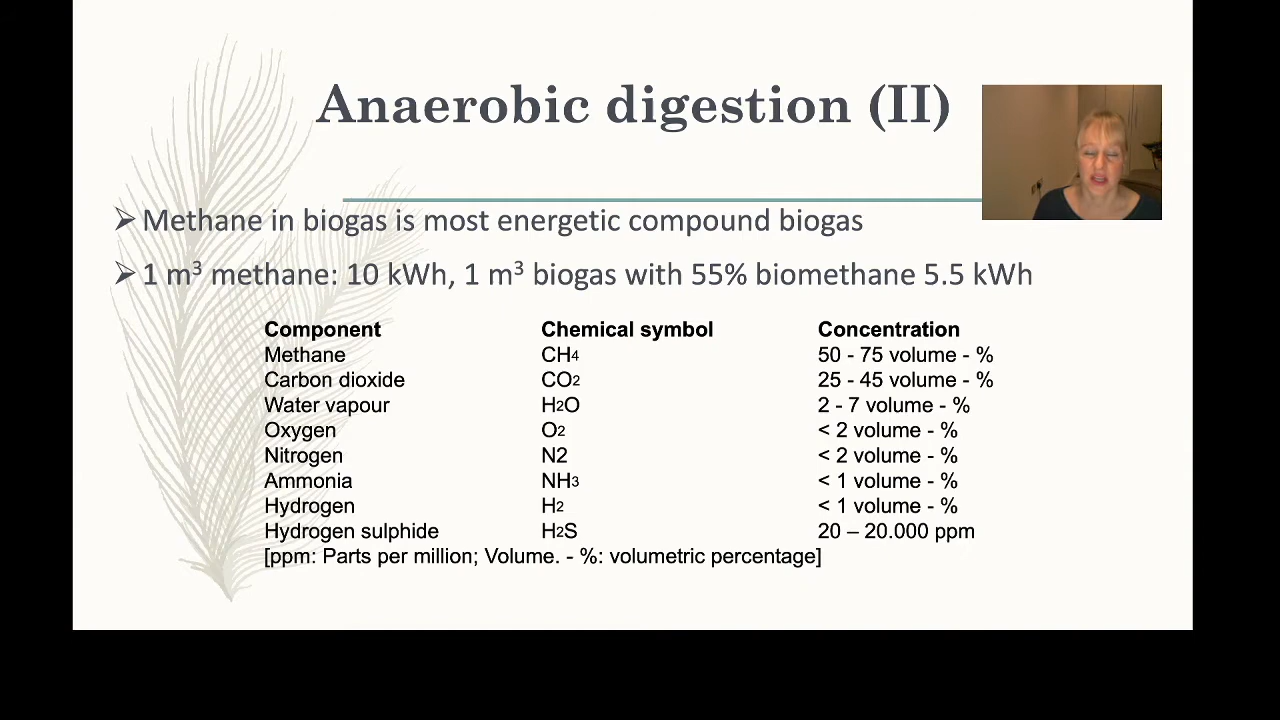 Anaerobic digestion (II)
➢ Methane in biogas is most energetic compound biogas
➢ 1 m³ methane: 10 kWh, 1 m³ biogas with 55% biomethane 5.5 kWh
Component Chemical symbol Concentration
Methane CH₄ 50 - 75 volume - %
Carbon dioxide CO₂ 25 - 45 volume - %
Water vapour H₂O 2 - 7 volume - %
Oxygen O₂ < 2 volume - %
Nitrogen N2 < 2 volume - %
Ammonia NH₃ < 1 volume - %
Hydrogen H₂ < 1 volume - %
Hydrogen sulphide H₂S 20 – 20.000 ppm
[ppm: Parts per million; Volume. - %: volumetric percentage]